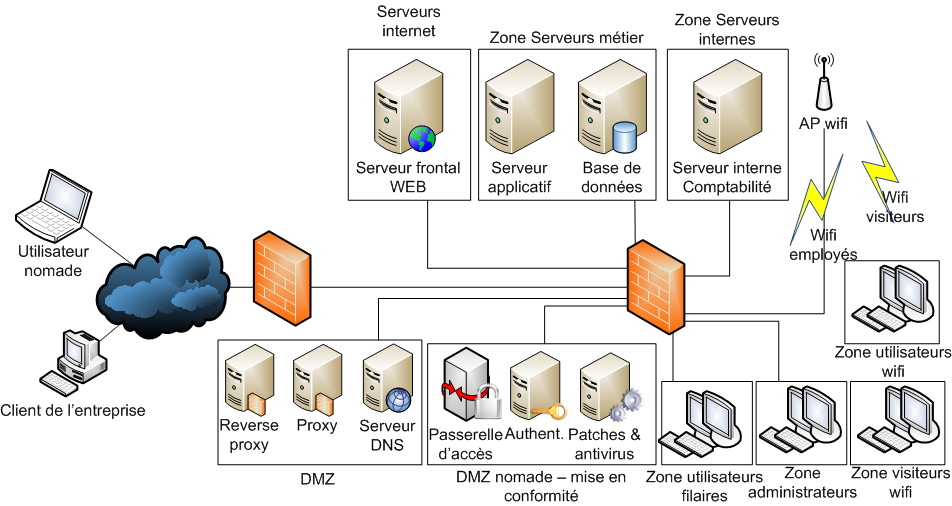 Serveurs
internet
Zone Serveurs métier
Zone Serveurs
internes
Serveur frontal
WEB
Serveur
applicatif
Base de
données
Serveur interne
Comptabilité
AP wifi
Wifi
visiteurs
Wifi
employés
Utilisateur
nomade
Client de l’entreprise
Reverse
proxy
Proxy
Serveur
DNS
DMZ
Passerelle
d’accès
Authent.
Patches &
antivirus
DMZ nomade – mise en
conformité
Zone utilisateurs
wifi
Zone utilisateurs
filaires
Zone
administrateurs
Zone visiteurs
wifi